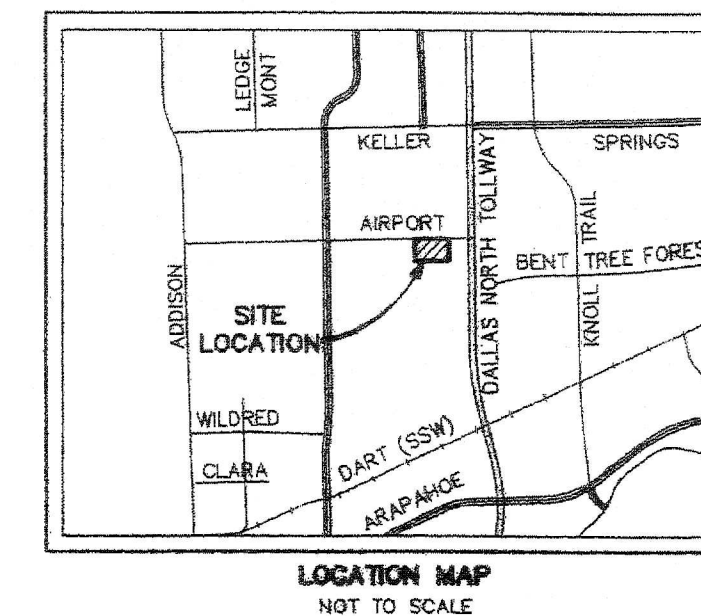 LEDGE
MONT
KELLER
SPRINGS
AIRPORT
DALLAS NORTH TOLLWAY
KNOLL TRAIL
BENT TREE FORES
ADDISON
SITE
LOCATION
WILDRED
CLARA
DART (SSW)
ARAPAHOE
LOCATION MAP
NOT TO SCALE